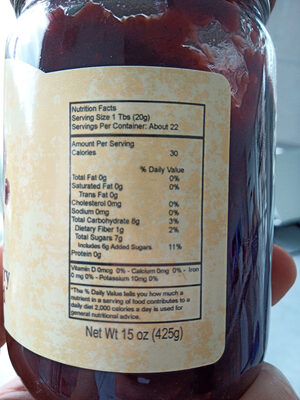 Nutrition Facts
Serving Size 1 Tbs (20g)
Servings Per Container: About 22
Amount Per Serving
Calories 30
% Daily Value
Total Fat 0g 0%
Saturated Fat 0g 0%
Trans Fat 0g
Cholesterol 0mg 0%
Sodium 0mg 0%
Total Carbohydrate 8g 3%
Dietary Fiber 1g 2%
Total Sugars 7g
Includes 6g Added Sugars 11%
Protein 0g
Vitamin D 0mcg 0% - Calcium 0mg 0% - Iron
0 mg 0% - Potassium 10mg 0%
*The % Daily Value tells you how much a
nutrient in a serving of food contributes to a
daily diet 2,000 calories a day is used for
general nutritional advice.
Net Wt 15 oz (425g)